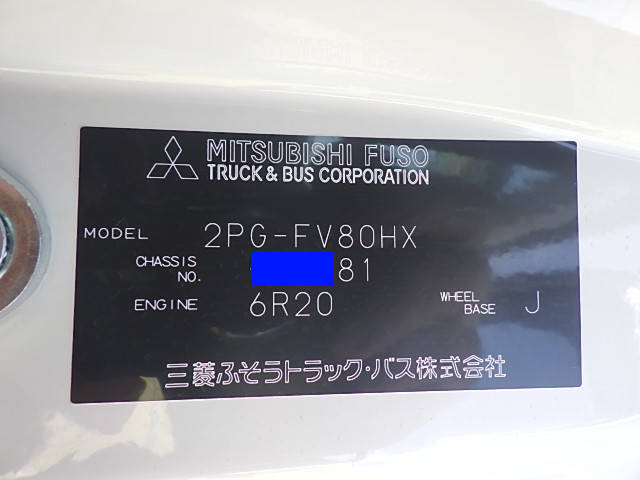 MITSUBISHI FUSO
TRUCK & BUS CORPORATION
MODEL 2PG-FV80HX
CHASSIS
NO. 81
ENGINE 6R20 WHEEL BASE J
三菱ふそうトラック・バス株式会社